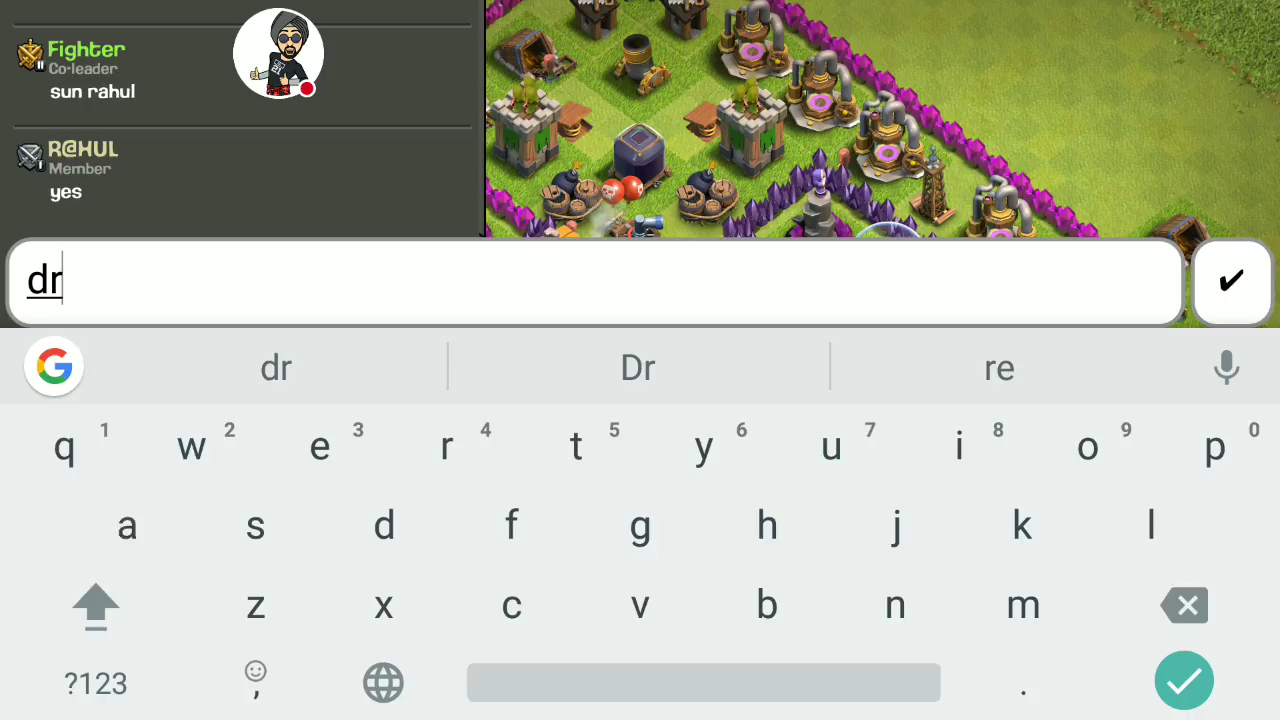 Fighter
Co-leader
sun rahul
R@HUL
Member
yes
dr
✔
dr Dr re
q 1 w 2 e 3 r 4 t 5 y 6 u 7 i 8 o 9 p 0
a s d f g h j k l
z x c v b n m
?123 , .